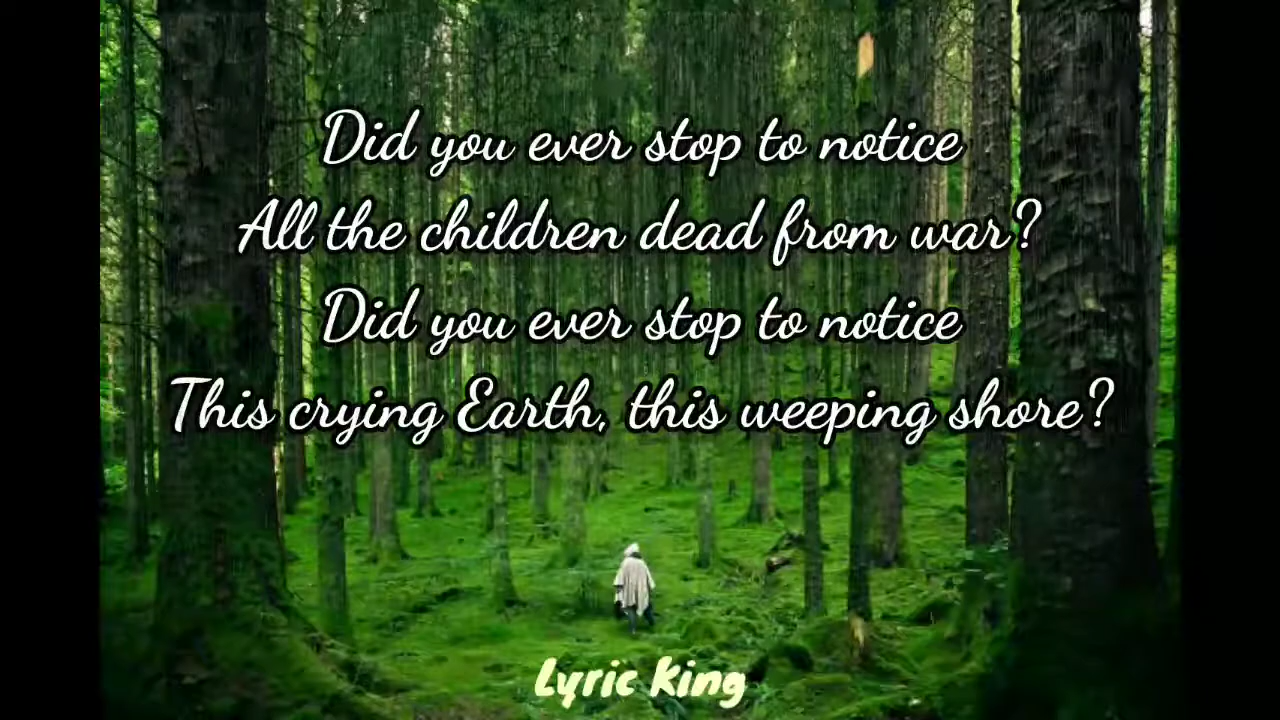 Did you ever stop to notice
All the children dead from war?
Did you ever stop to notice
This crying Earth, this weeping shore?
Lyric King